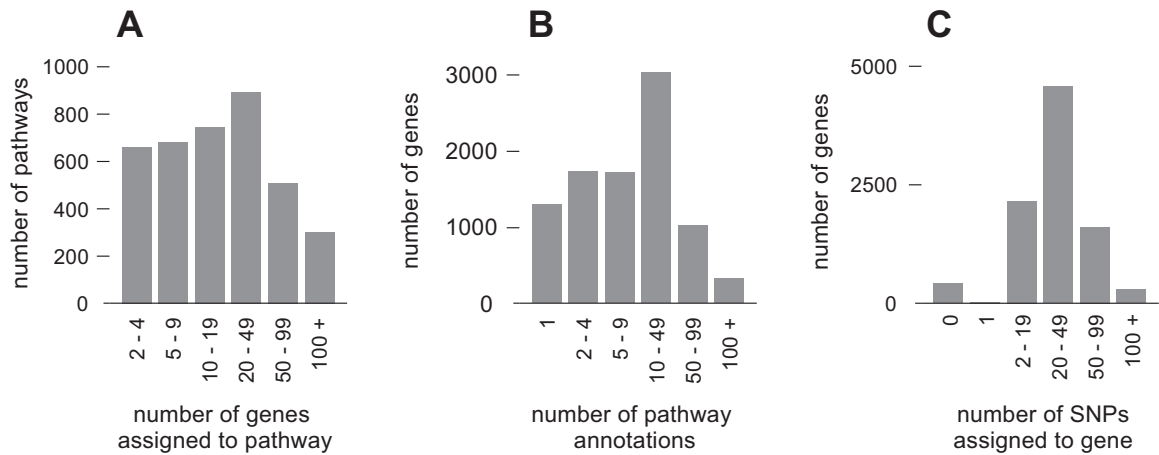 A
number of pathways
1000
800
600
400
200
0
2 - 4
5 - 9
10 - 19
20 - 49
50 - 99
100 +
number of genes
assigned to pathway
B
number of genes
3000
2000
1000
0
1
2 - 4
5 - 9
10 - 49
50 - 99
100 +
number of pathway
annotations
C
number of genes
5000
2500
0
0
1
2 - 19
20 - 49
50 - 99
100 +
number of SNPs
assigned to gene